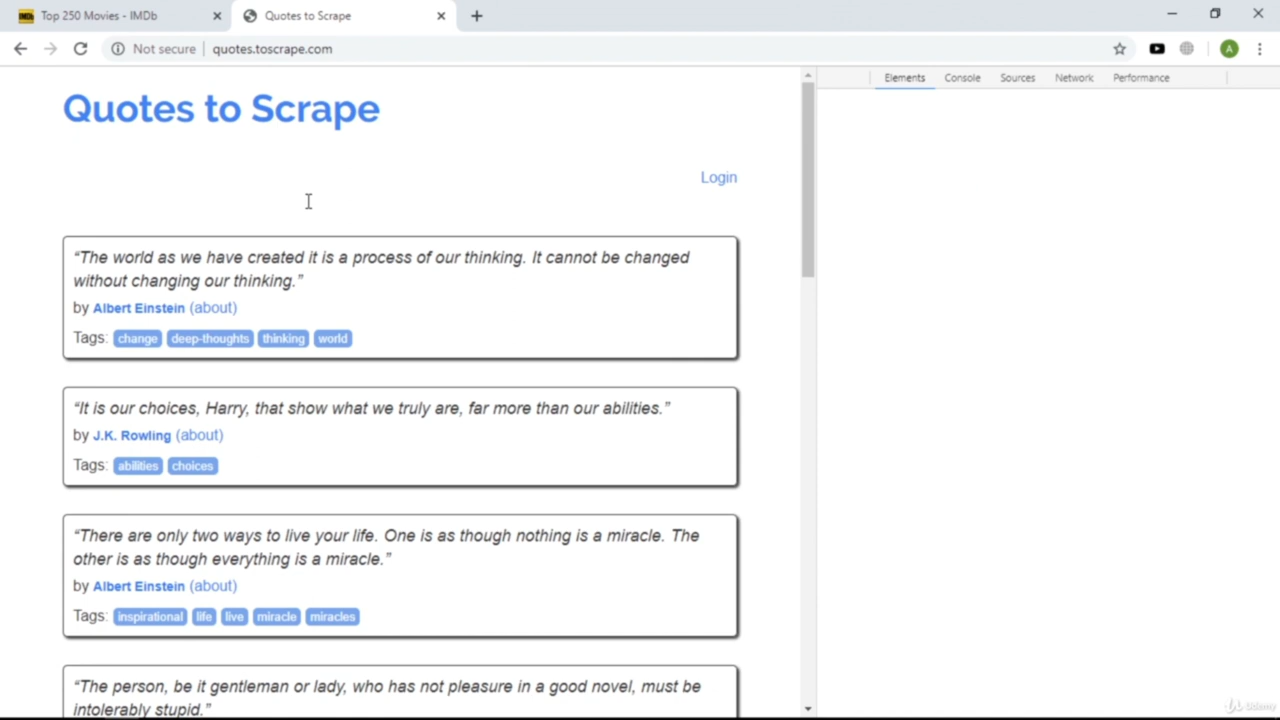 IMDb Top 250 Movies - IMDb
Quotes to Scrape
Not secure
quotes.toscrape.com
A
Elements Console Sources Network Performance
Quotes to Scrape
Login
“The world as we have created it is a process of our thinking. It cannot be changed
without changing our thinking.”
by Albert Einstein (about)
Tags: change deep-thoughts thinking world
“It is our choices, Harry, that show what we truly are, far more than our abilities.”
by J.K. Rowling (about)
Tags: abilities choices
“There are only two ways to live your life. One is as though nothing is a miracle. The
other is as though everything is a miracle.”
by Albert Einstein (about)
Tags: inspirational life live miracle miracles
“The person, be it gentleman or lady, who has not pleasure in a good novel, must be
intolerably stupid.”
Udemy